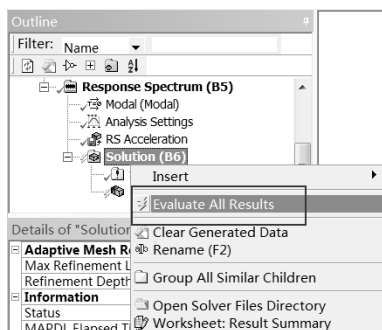 Outline
Filter: Name
Response Spectrum (B5)
Modal (Modal)
Analysis Settings
RS Acceleration
Solution (B6)
Insert
Evaluate All Results
Clear Generated Data
Rename (F2)
Group All Similar Children
Open Solver Files Directory
Worksheet: Result Summary
Details of "Solution
Adaptive Mesh
Max Refinement
Refinement Depth
Information
Status
MAPDL Elapsed